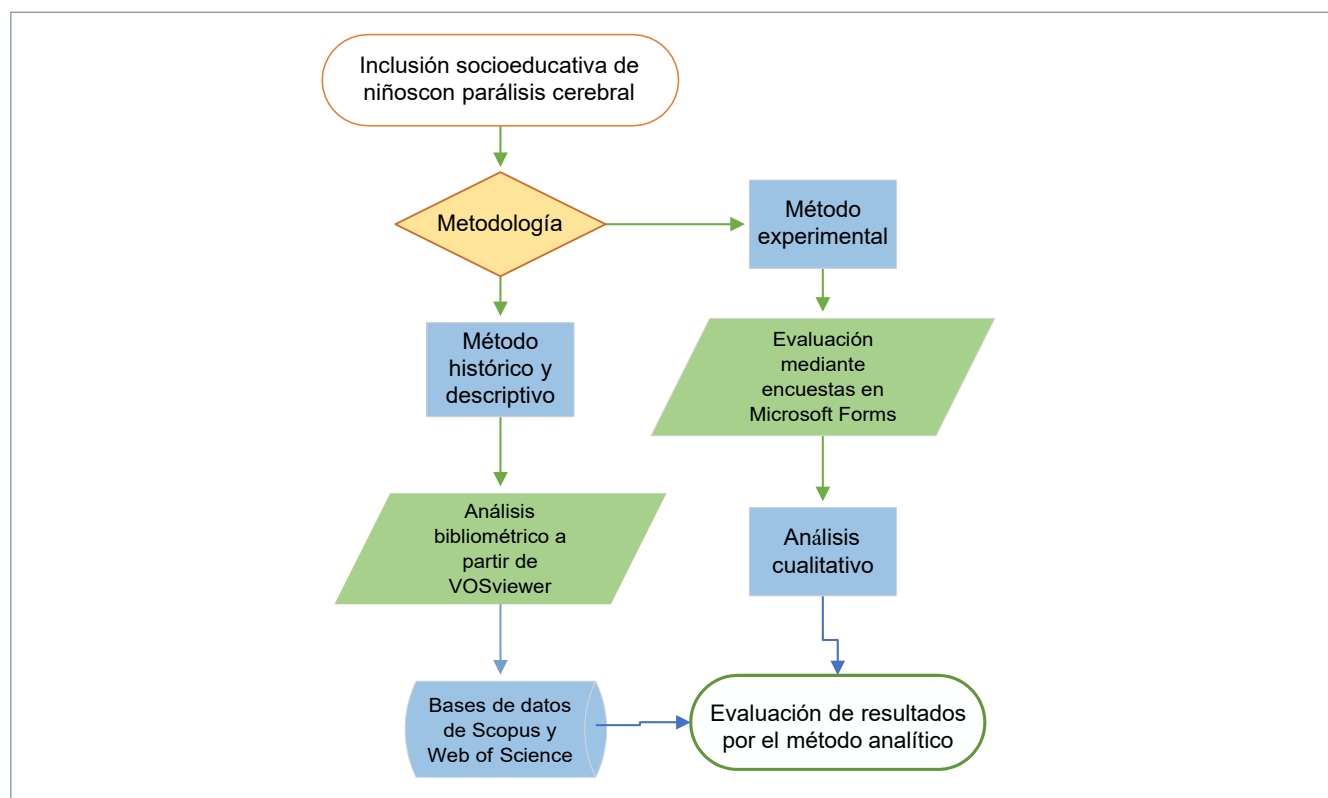 Inclusión socioeducativa de
niñoscon parálisis cerebral
Metodología
Método
experimental
Método
histórico y
descriptivo
Evaluación
mediante
encuestas en
Microsoft Forms
Análisis
bibliométrico a
partir de
VOSviewer
Análisis
cualitativo
Bases de datos
de Scopus y
Web of Science
Evaluación de resultados
por el método analítico